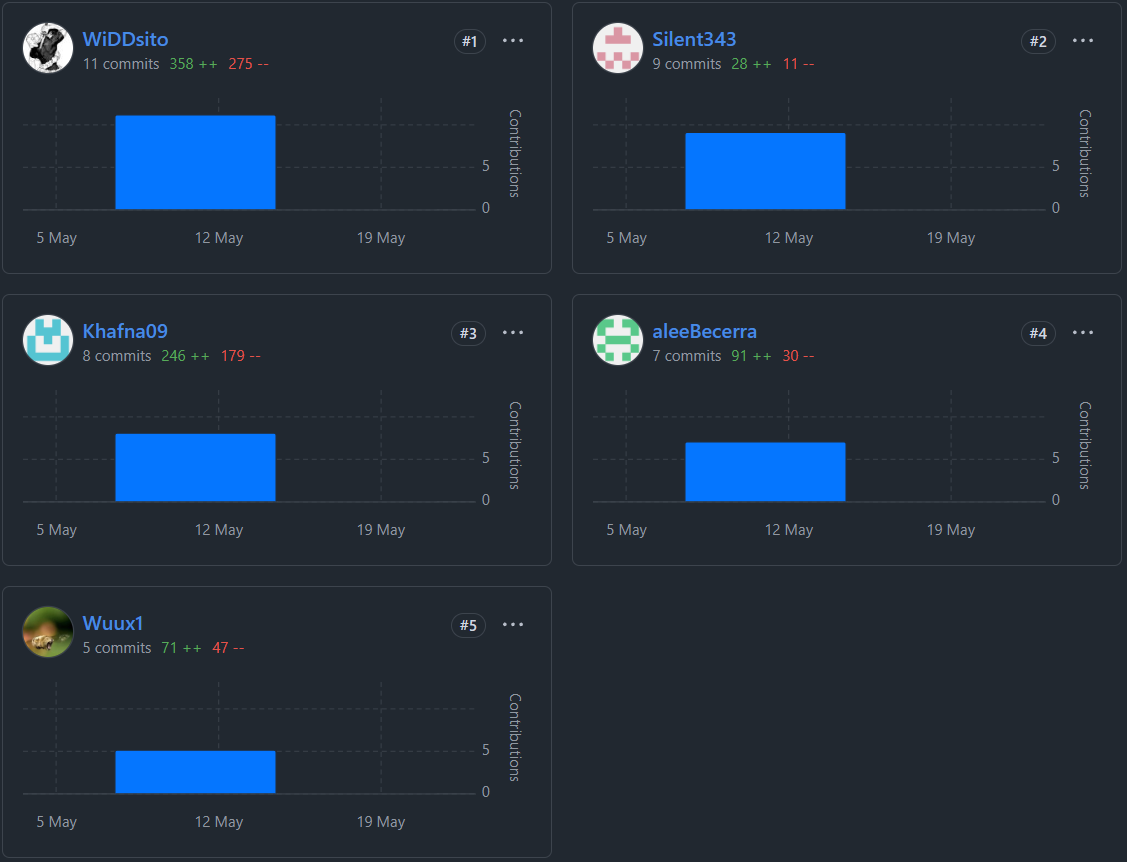 WiDDsito
#1
11 commits 358 ++ 275 --
Contributions
5
0
5 May 12 May 19 May
Silent343
#2
9 commits 28 ++ 11 --
Contributions
5
0
5 May 12 May 19 May
Khafna09
#3
8 commits 246 ++ 179 --
Contributions
5
0
5 May 12 May 19 May
aleeBecerra
#4
7 commits 91 ++ 30 --
Contributions
5
0
5 May 12 May 19 May
Wuux1
#5
5 commits 71 ++ 47 --
Contributions
5
0
5 May 12 May 19 May